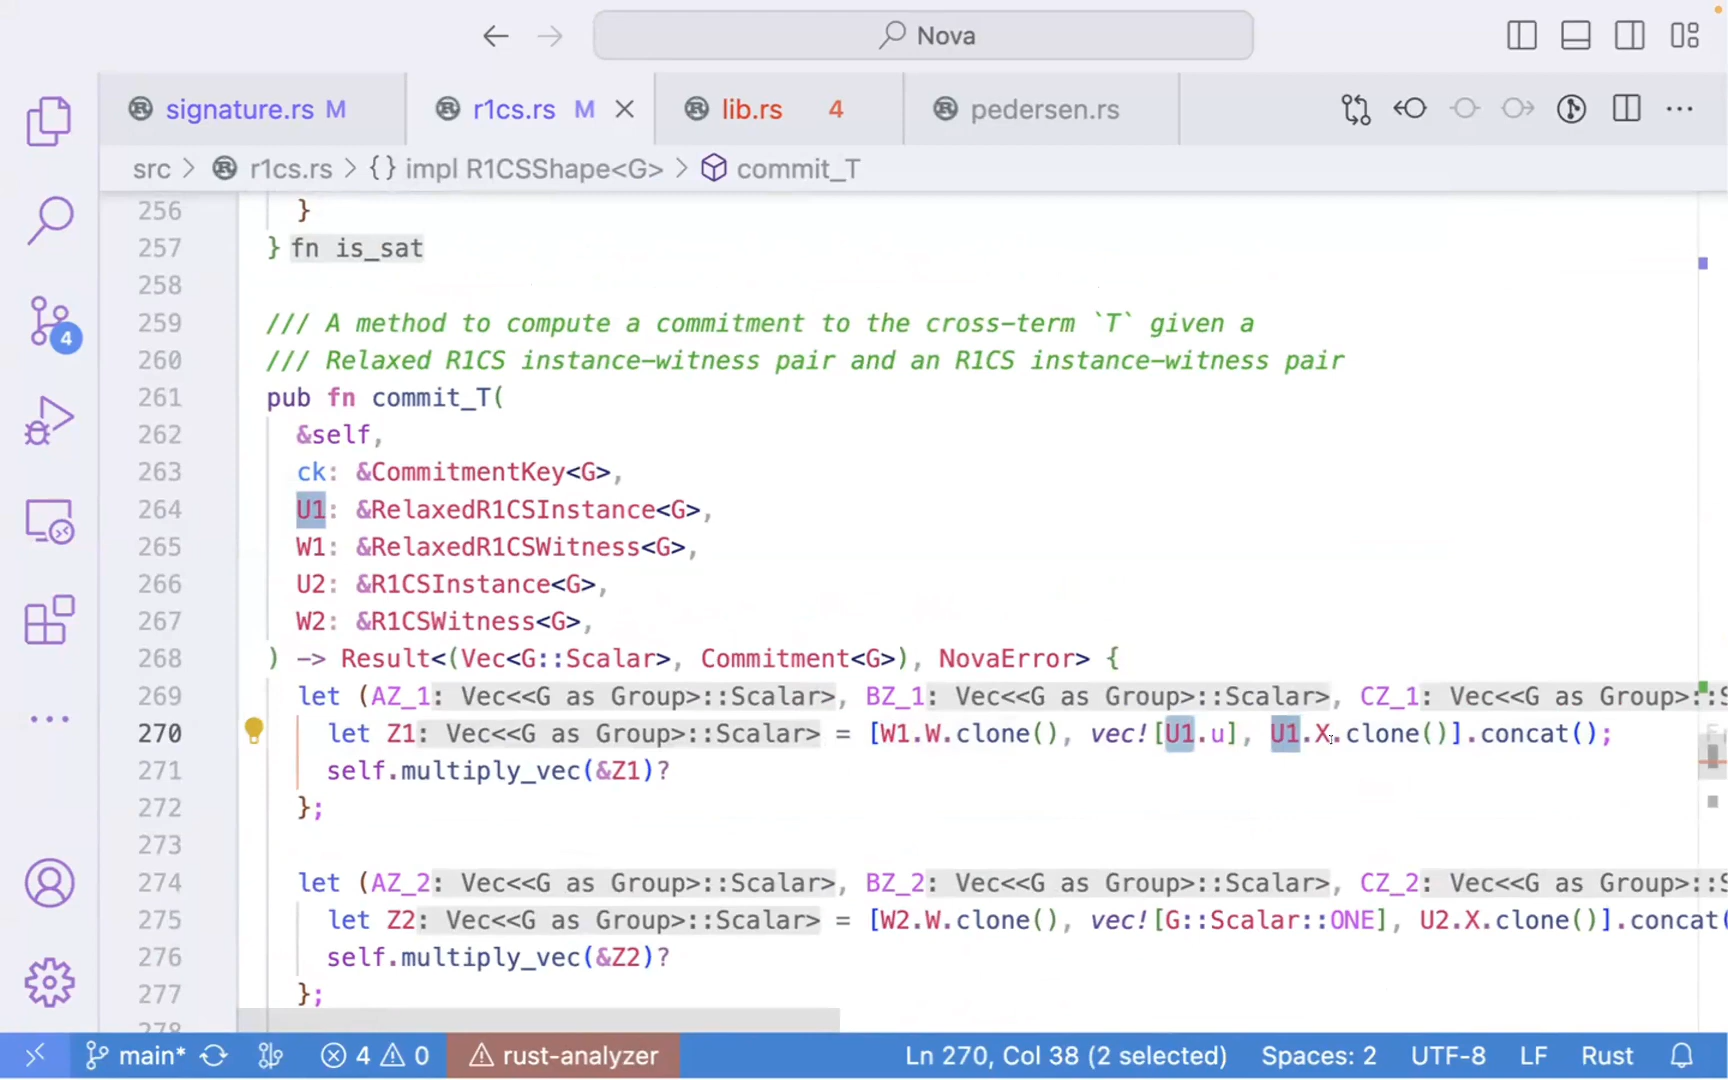 Nova
signature.rs M
r1cs.rs M
lib.rs 4
pedersen.rs
src > r1cs.rs > {} impl R1CSShape<G> > commit_T
256 }
257 } fn is_sat
258
259 /// A method to compute a commitment to the cross-term `T` given a
260 /// Relaxed R1CS instance-witness pair and an R1CS instance-witness pair
261 pub fn commit_T(
262 &self,
263 ck: &CommitmentKey<G>,
264 U1: &RelaxedR1CSInstance<G>,
265 W1: &RelaxedR1CSWitness<G>,
266 U2: &R1CSInstance<G>,
267 W2: &R1CSWitness<G>,
268 ) -> Result<(Vec<G::Scalar>, Commitment<G>), NovaError> {
269 let (AZ_1: Vec<<G as Group>::Scalar>, BZ_1: Vec<<G as Group>::Scalar>, CZ_1: Vec<<G as Group>::S
270 let Z1: Vec<<G as Group>::Scalar> = [W1.W.clone(), vec![U1.u], U1.X.clone()].concat();
271 self.multiply_vec(&Z1)?
272 };
273
274 let (AZ_2: Vec<<G as Group>::Scalar>, BZ_2: Vec<<G as Group>::Scalar>, CZ_2: Vec<<G as Group>::S
275 let Z2: Vec<<G as Group>::Scalar> = [W2.W.clone(), vec![G::Scalar::ONE], U2.X.clone()].concat(
276 self.multiply_vec(&Z2)?
277 };
278
4
main* 4 0 rust-analyzer Ln 270, Col 38 (2 selected) Spaces: 2 UTF-8 LF Rust